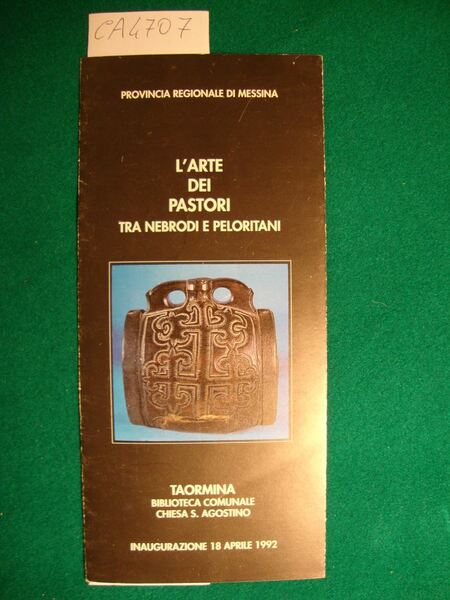 CA4707
PROVINCIA REGIONALE DI MESSINA
L'ARTE
DEI
PASTORI
TRA NEBRODI E PELORITANI
TAORMINA
BIBLIOTECA COMUNALE
CHIESA S. AGOSTINO
INAUGURAZIONE 18 APRILE 1992